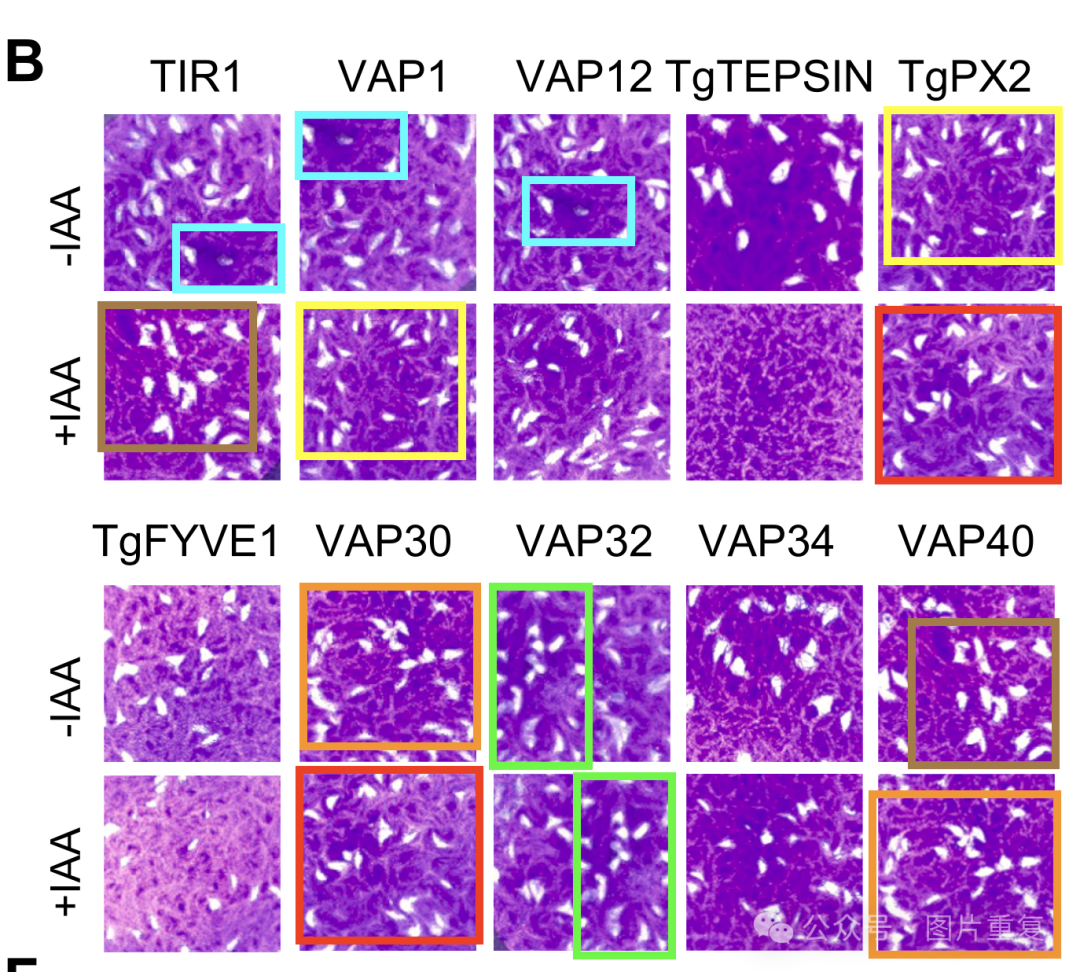 B
TIR1 VAP1 VAP12 TgTEPSIN TgPX2
-IAA
+IAA
TgFYVE1 VAP30 VAP32 VAP34 VAP40
-IAA
+IAA
公众号 图片重复